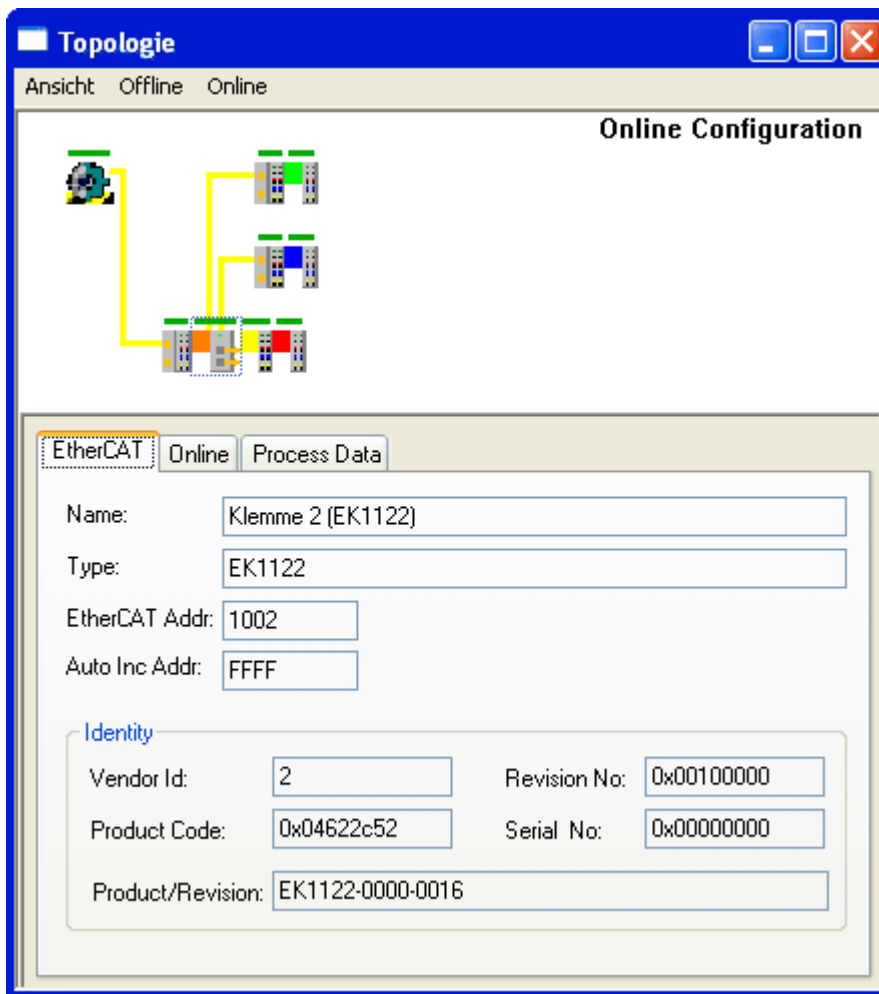 Topologie
Ansicht Offline Online
Online Configuration
EtherCAT Online Process Data
Name: Klemme 2 (EK1122)
Type: EK1122
EtherCAT Addr: 1002
Auto Inc Addr: FFFF
Identity
Vendor Id: 2 Revision No: 0x00100000
Product Code: 0x04622c52 Serial No: 0x00000000
Product/Revision: EK1122-0000-0016